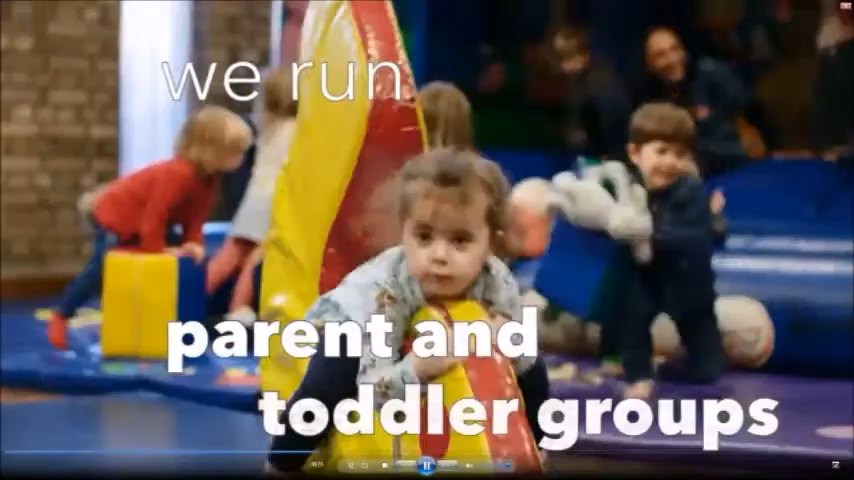 we run
parent and
toddler groups